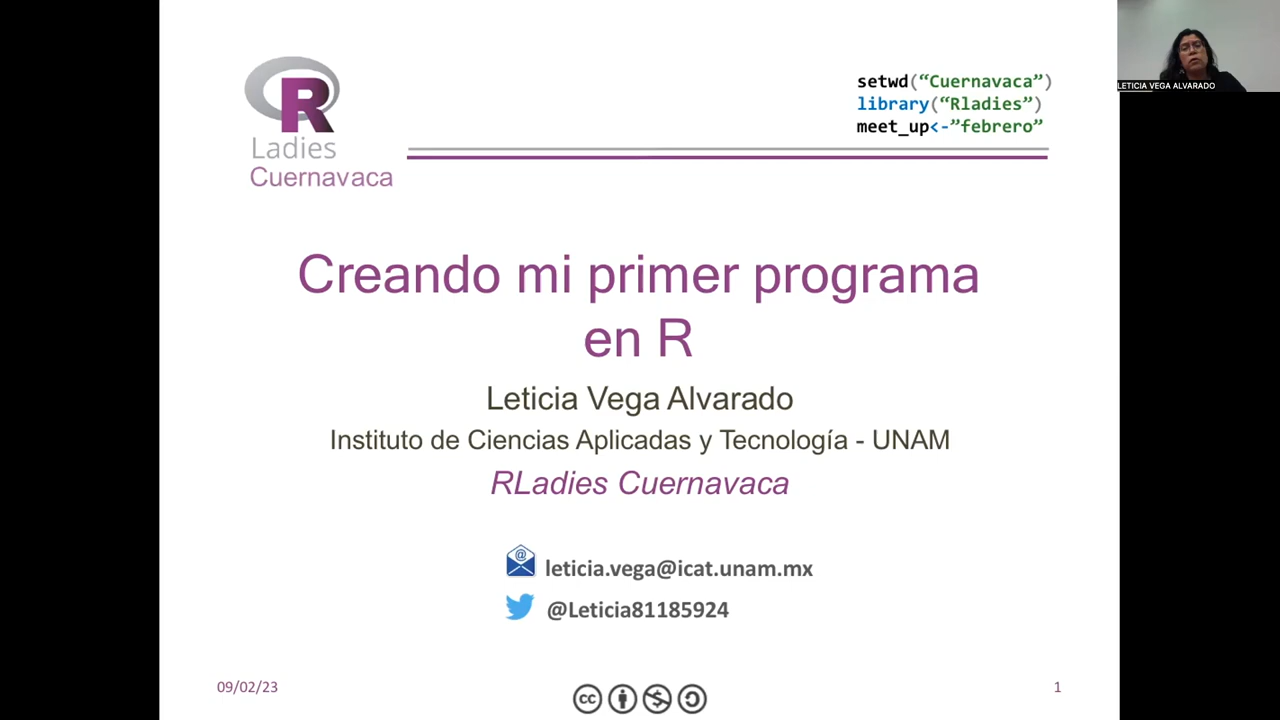 R
Ladies
Cuernavaca
setwd(“Cuernavaca”)
library(“Rladies”)
meet_up<-”febrero”
LETICIA VEGA ALVARADO
Creando mi primer programa
en R
Leticia Vega Alvarado
Instituto de Ciencias Aplicadas y Tecnología - UNAM
RLadies Cuernavaca
leticia.vega@icat.unam.mx
@Leticia81185924
09/02/23
cc
1